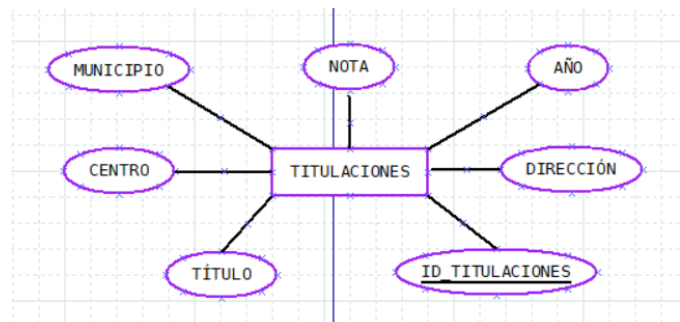 MUNICIPIO
NOTA
AÑO
CENTRO
TITULACIONES
DIRECCIÓN
TÍTULO
ID_TITULACIONES